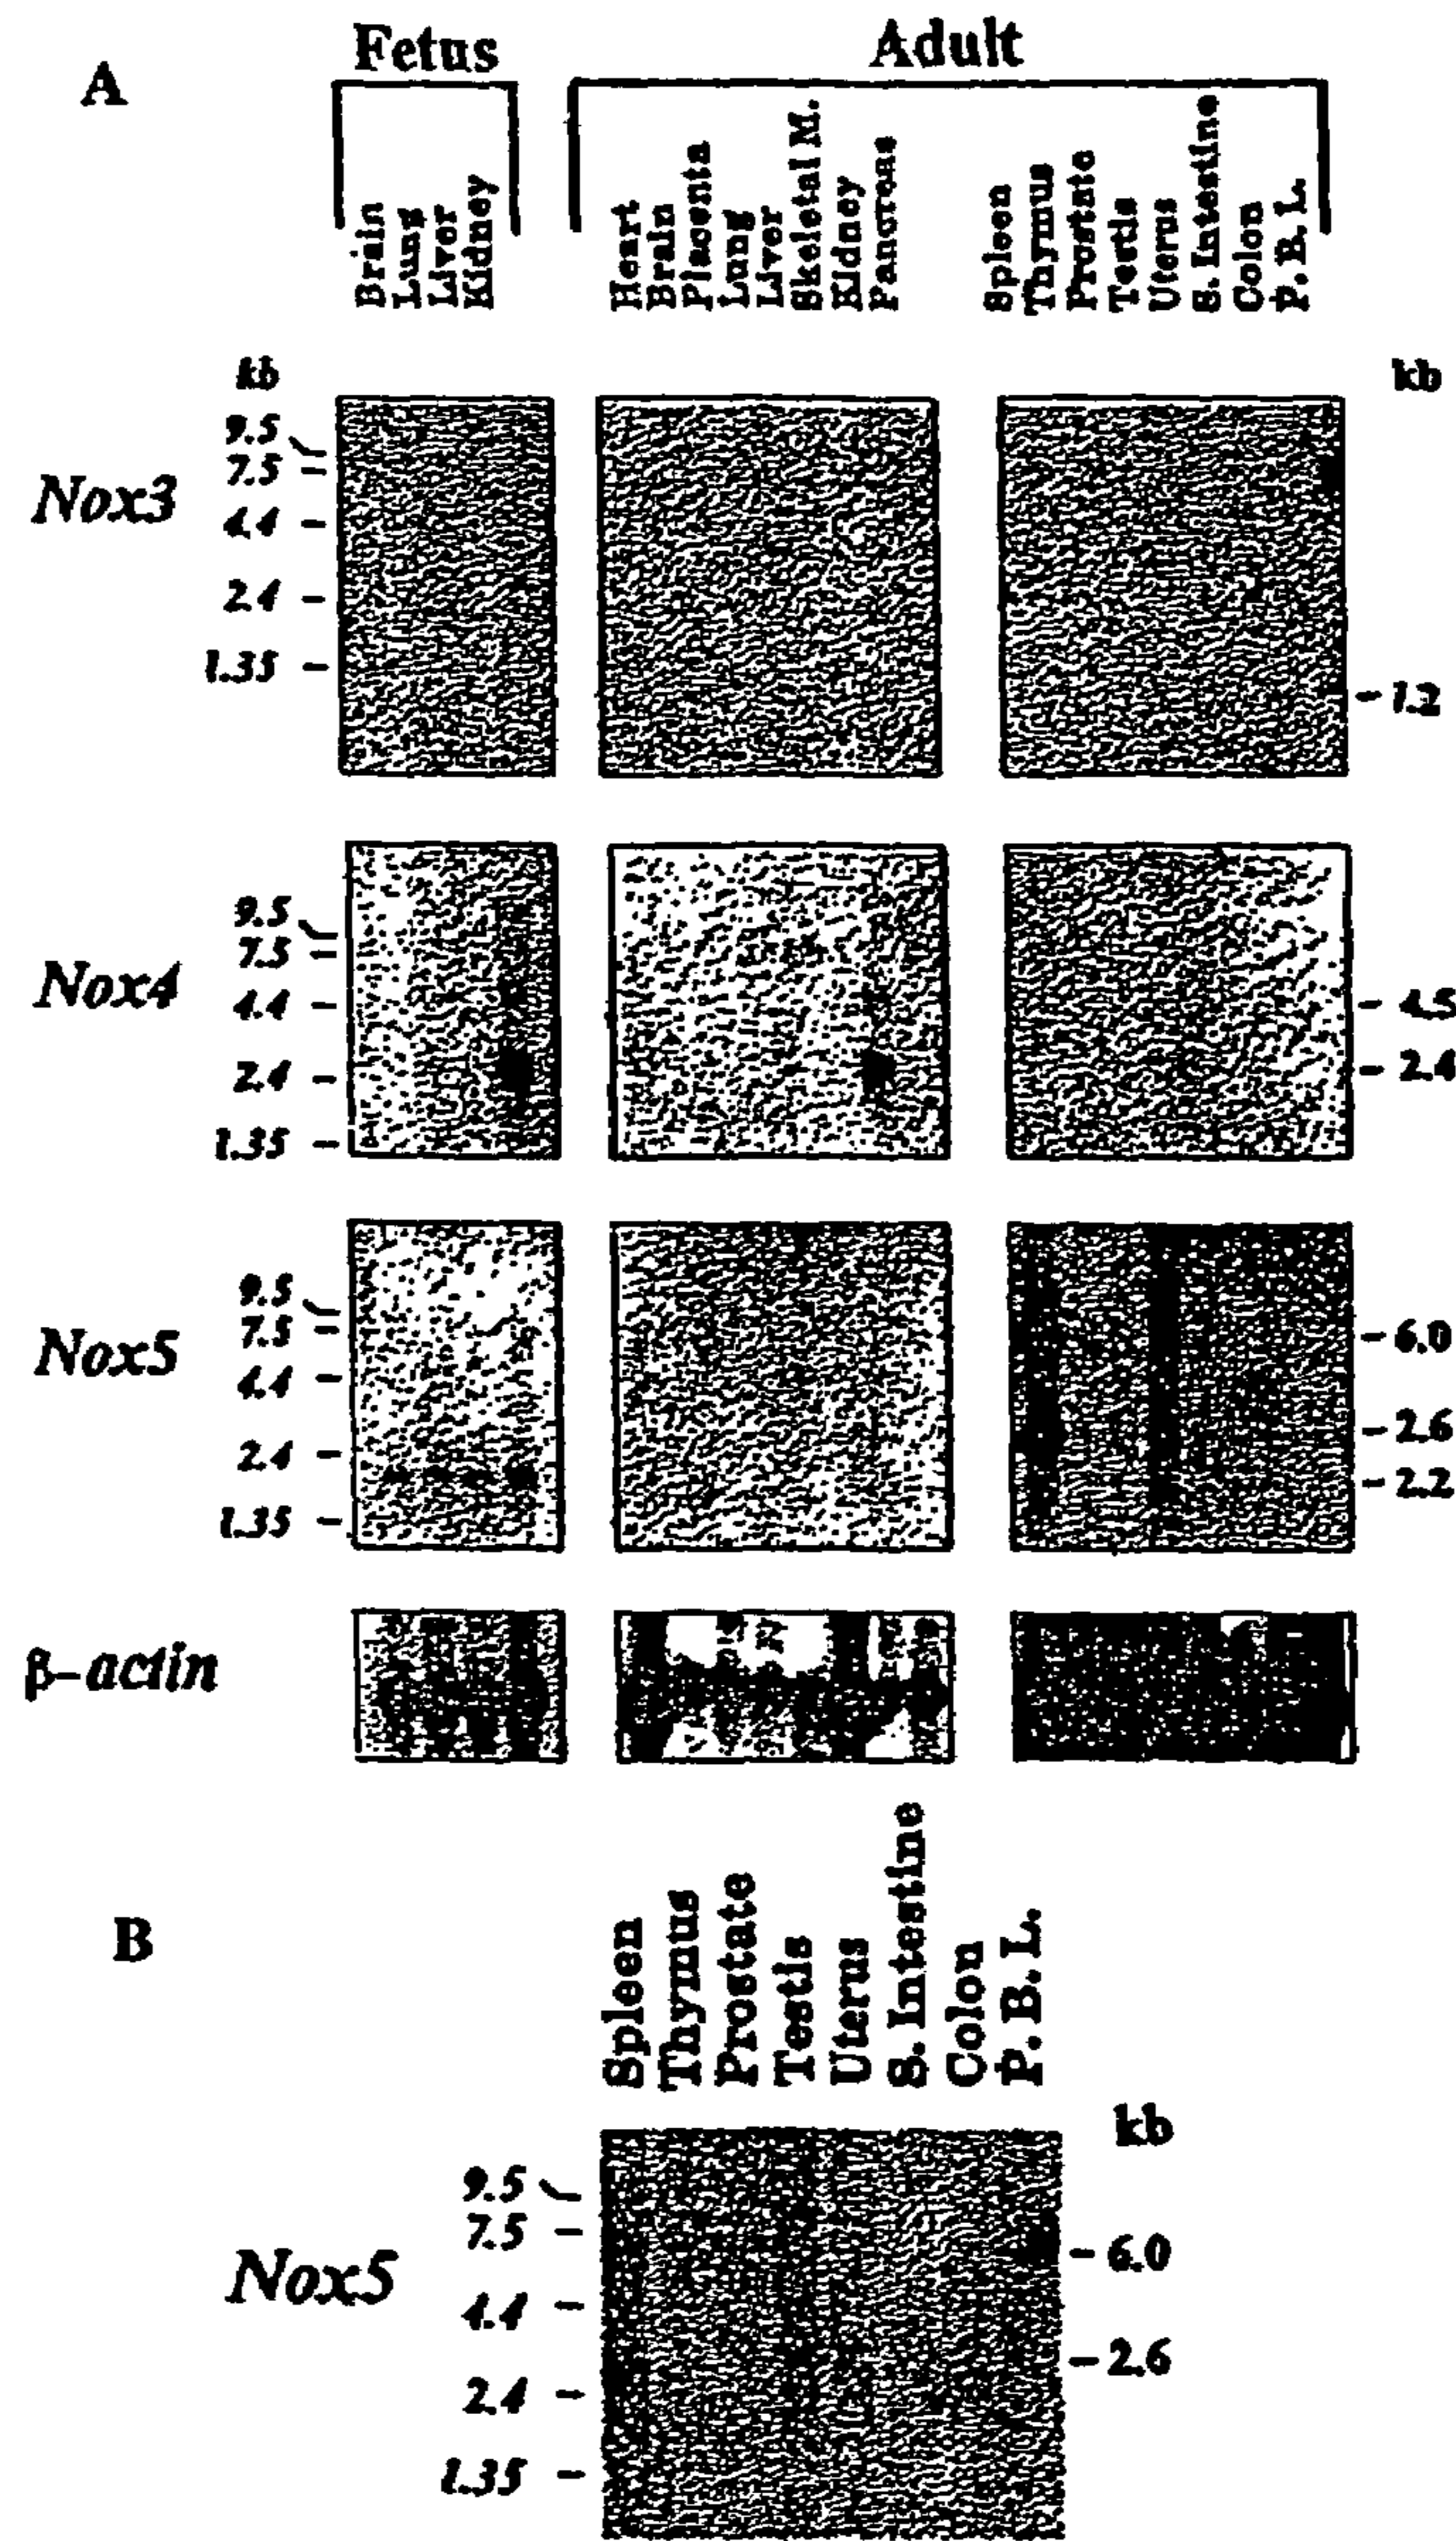 A
Fetus
Adult
Brain
Lung
Liver
Kidney
Heart
Brain
Placenta
Lung
Liver
Skeletal M.
Kidney
Pancreas
Spleen
Thymus
Prostate
Testis
Uterus
S. Intestine
Colon
P. B. L.
kb
kb
Nox3
9.5
7.5
4.4
2.4
1.35
1.2
Nox4
9.5
7.5
4.4
2.4
1.35
4.5
2.4
Nox5
9.5
7.5
4.4
2.4
1.35
6.0
2.6
2.2
β-actin
B
Spleen
Thymus
Prostate
Testis
Uterus
S. Intestine
Colon
P. B. L.
kb
Nox5
9.5
7.5
4.4
2.4
1.35
6.0
2.6